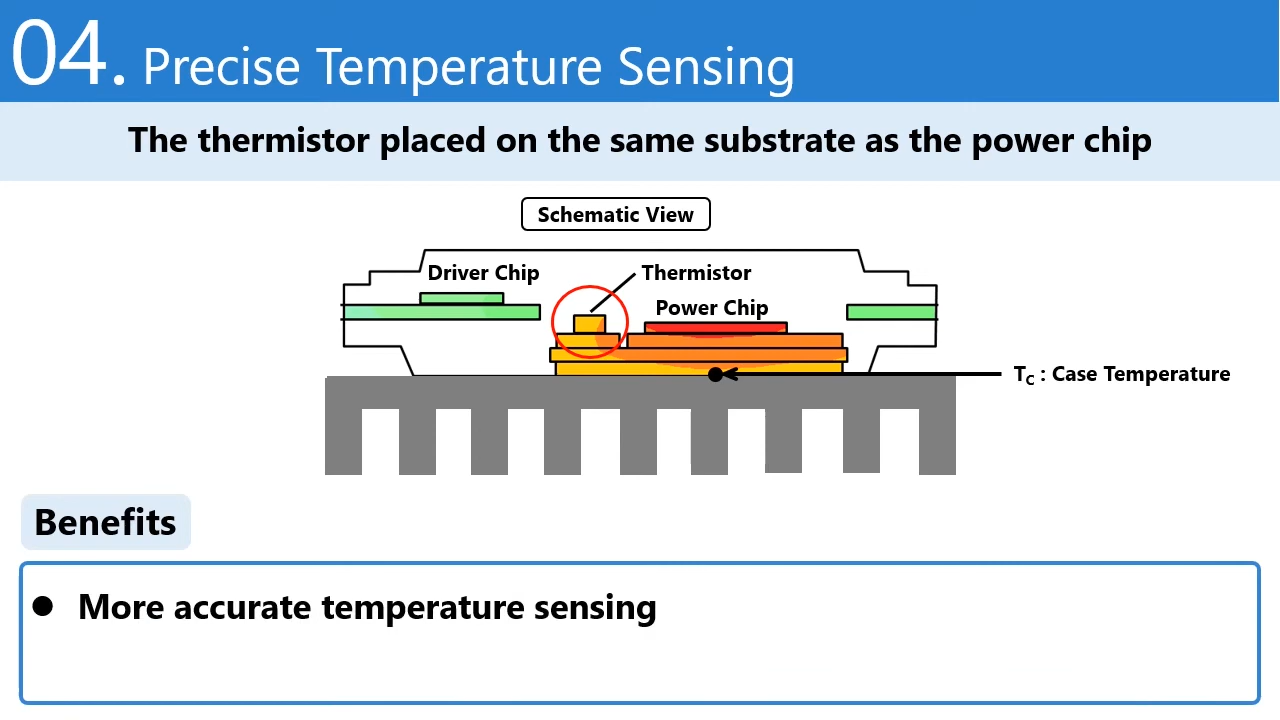 04. Precise Temperature Sensing
The thermistor placed on the same substrate as the power chip
Schematic View
Driver Chip
Thermistor
Power Chip
TC : Case Temperature
Benefits
● More accurate temperature sensing